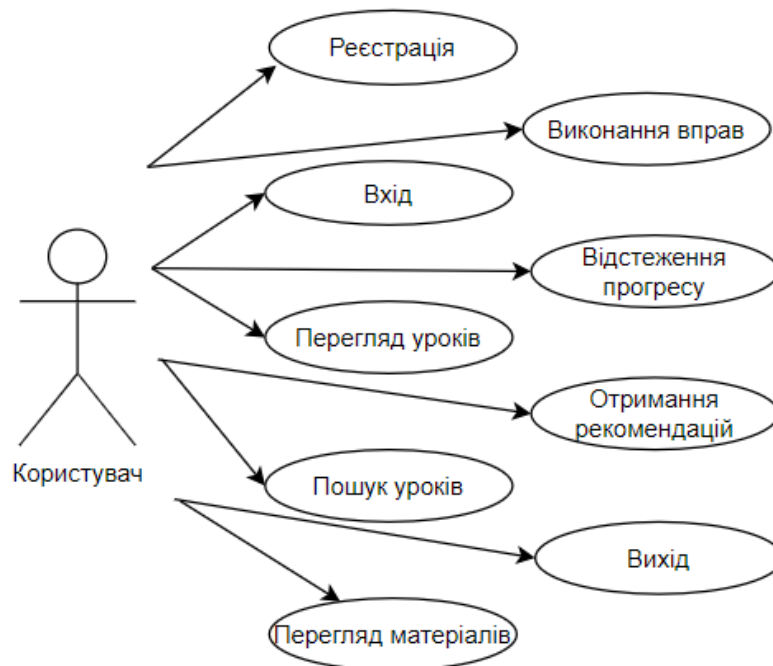 Реєстрація
Виконання вправ
Вхід
Відстеження
прогресу
Перегляд уроків
Отримання
рекомендацій
Користувач
Пошук уроків
Вихід
Перегляд матеріалів